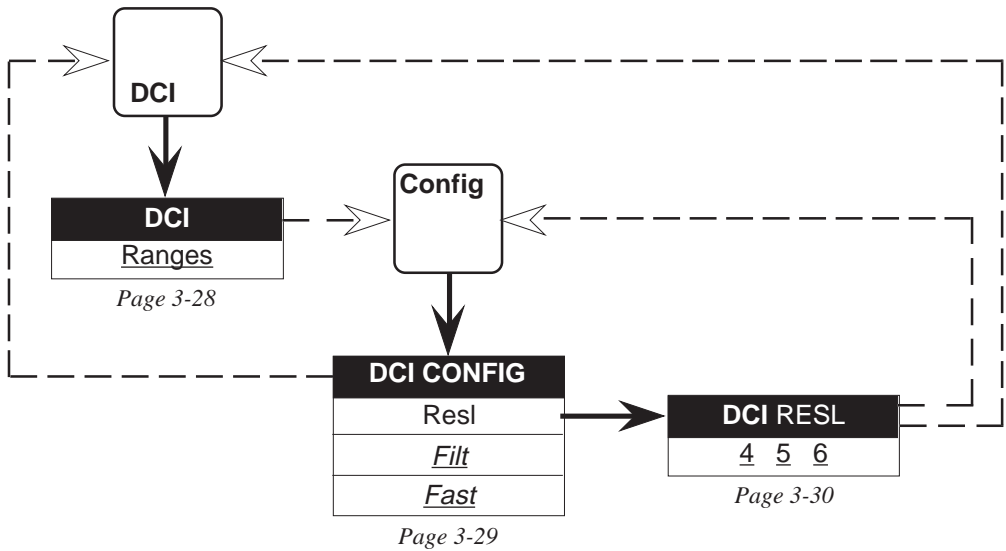 DCI
DCI
Ranges
Page 3-28
Config
DCI CONFIG
Resl
Filt
Fast
Page 3-29
DCI RESL
4 5 6
Page 3-30